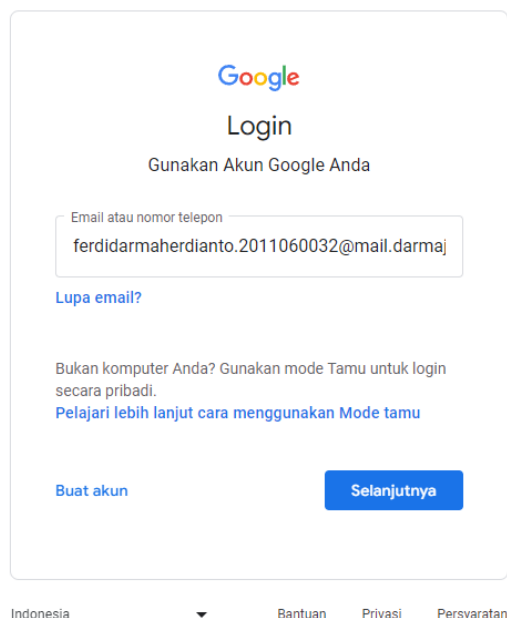 Google
Login
Gunakan Akun Google Anda
Email atau nomor telepon
ferdidarmaherdianto.2011060032@mail.darmaj
Lupa email?
Bukan komputer Anda? Gunakan mode Tamu untuk login
secara pribadi.
Pelajari lebih lanjut cara menggunakan Mode tamu
Buat akun
Selanjutnya
Indonesia
Bantuan
Privasi
Persyaratan